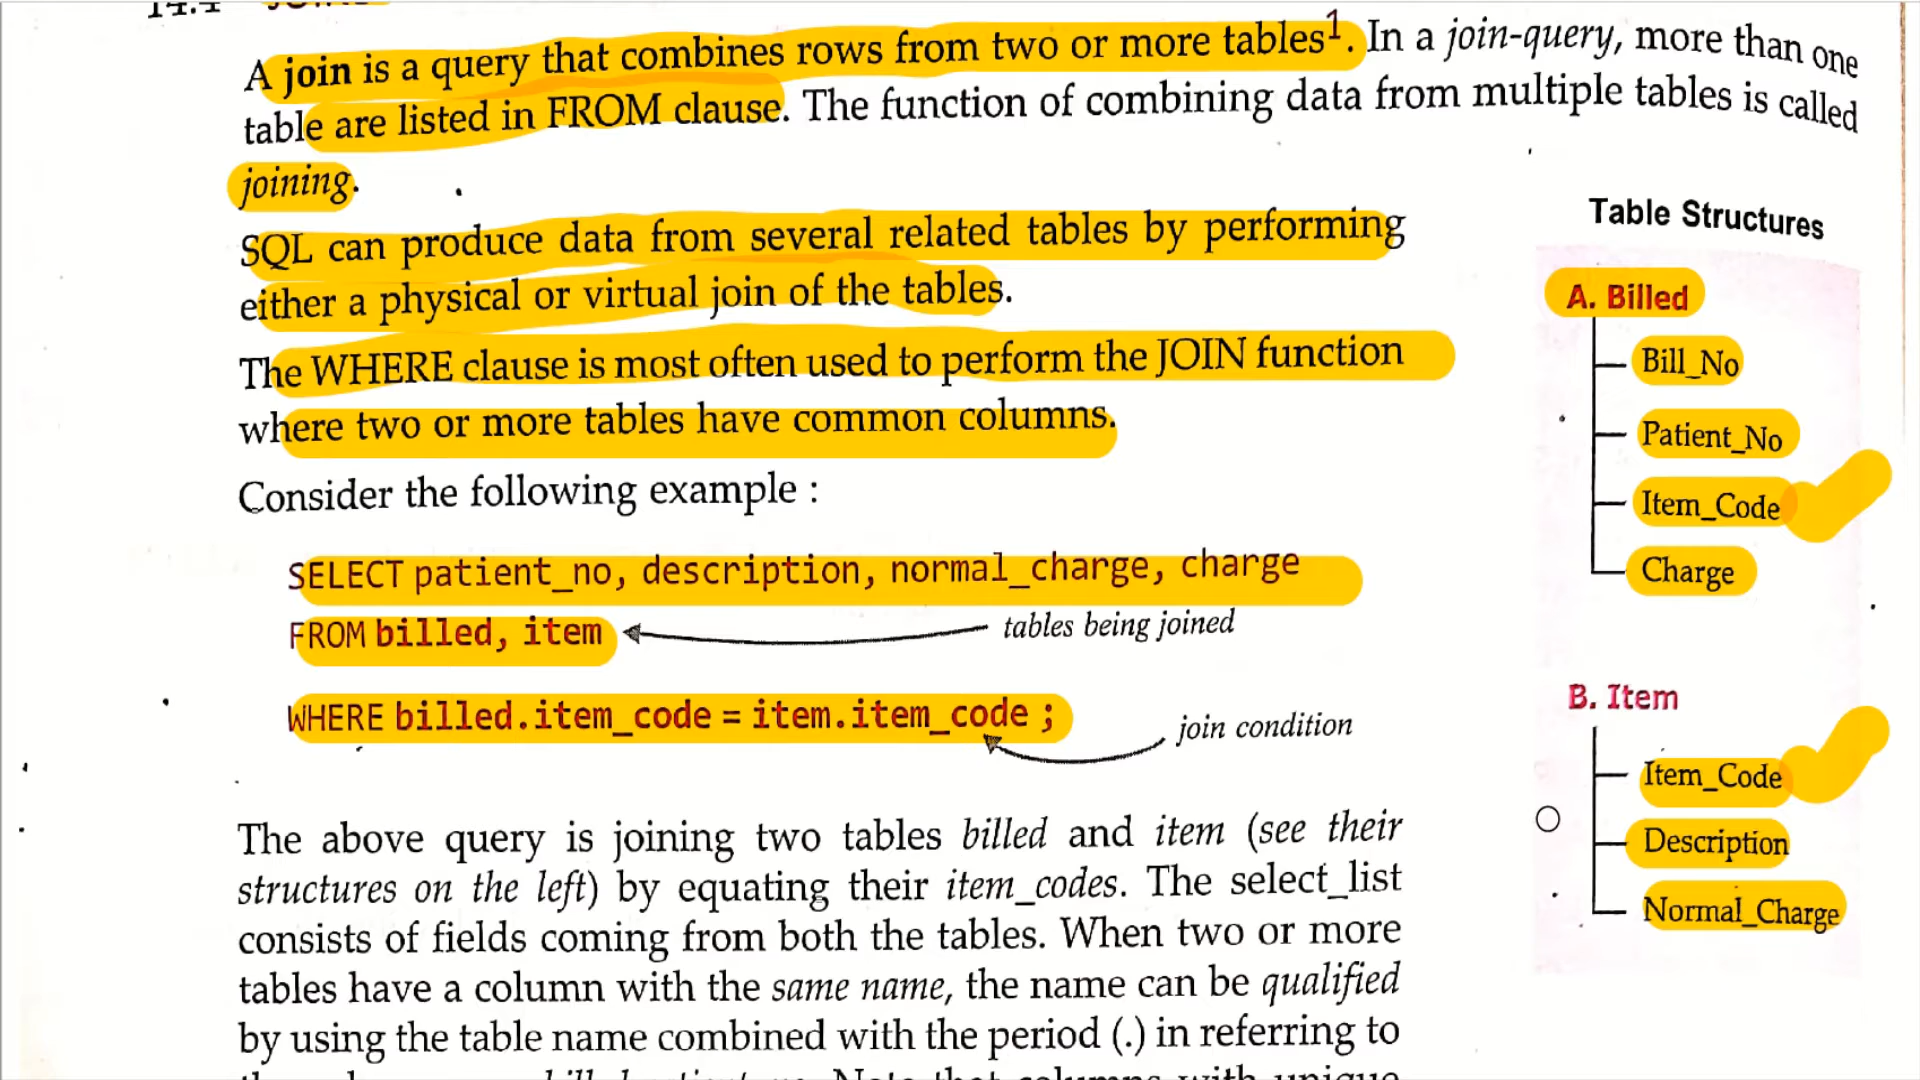 14.4
A join is a query that combines rows from two or more tables¹. In a join-query, more than one
table are listed in FROM clause. The function of combining data from multiple tables is called
joining.
SQL can produce data from several related tables by performing
either a physical or virtual join of the tables.
The WHERE clause is most often used to perform the JOIN function
where two or more tables have common columns.
Consider the following example :
SELECT patient_no, description, normal_charge, charge
FROM billed, item
tables being joined
WHERE billed.item_code = item.item_code ;
join condition
The above query is joining two tables billed and item (see their
structures on the left) by equating their item_codes. The select_list
consists of fields coming from both the tables. When two or more
tables have a column with the same name, the name can be qualified
by using the table name combined with the period (.) in referring to
Table Structures
A. Billed
Bill_No
Patient_No
Item_Code
Charge
B. Item
Item_Code
Description
Normal_Charge